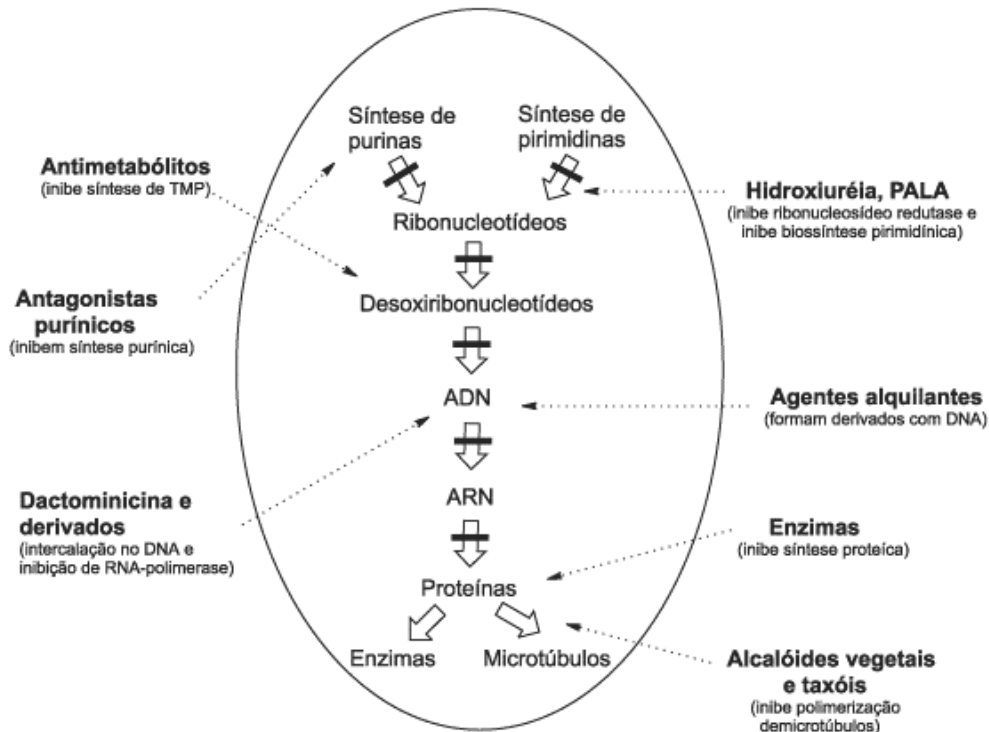 Síntese de
purinas
Síntese de
pirimidinas
Antimetabólitos
(inibe síntese de TMP)
Hidroxiuréia, PALA
(inibe ribonucleosídeo redutase e
inibe biossíntese pirimidínica)
Ribonucleotídeos
Antagonistas
purínicos
(inibem síntese purínica)
Desoxiribonucleotídeos
ADN
Agentes alquilantes
(formam derivados com DNA)
Dactominicina e
derivados
(intercalação no DNA e
inibição de RNA-polimerase)
ARN
Enzimas
(inibe síntese proteíca)
Proteínas
Enzimas
Microtúbulos
Alcalóides vegetais
e taxóis
(inibe polimerização
demicrotúbulos)